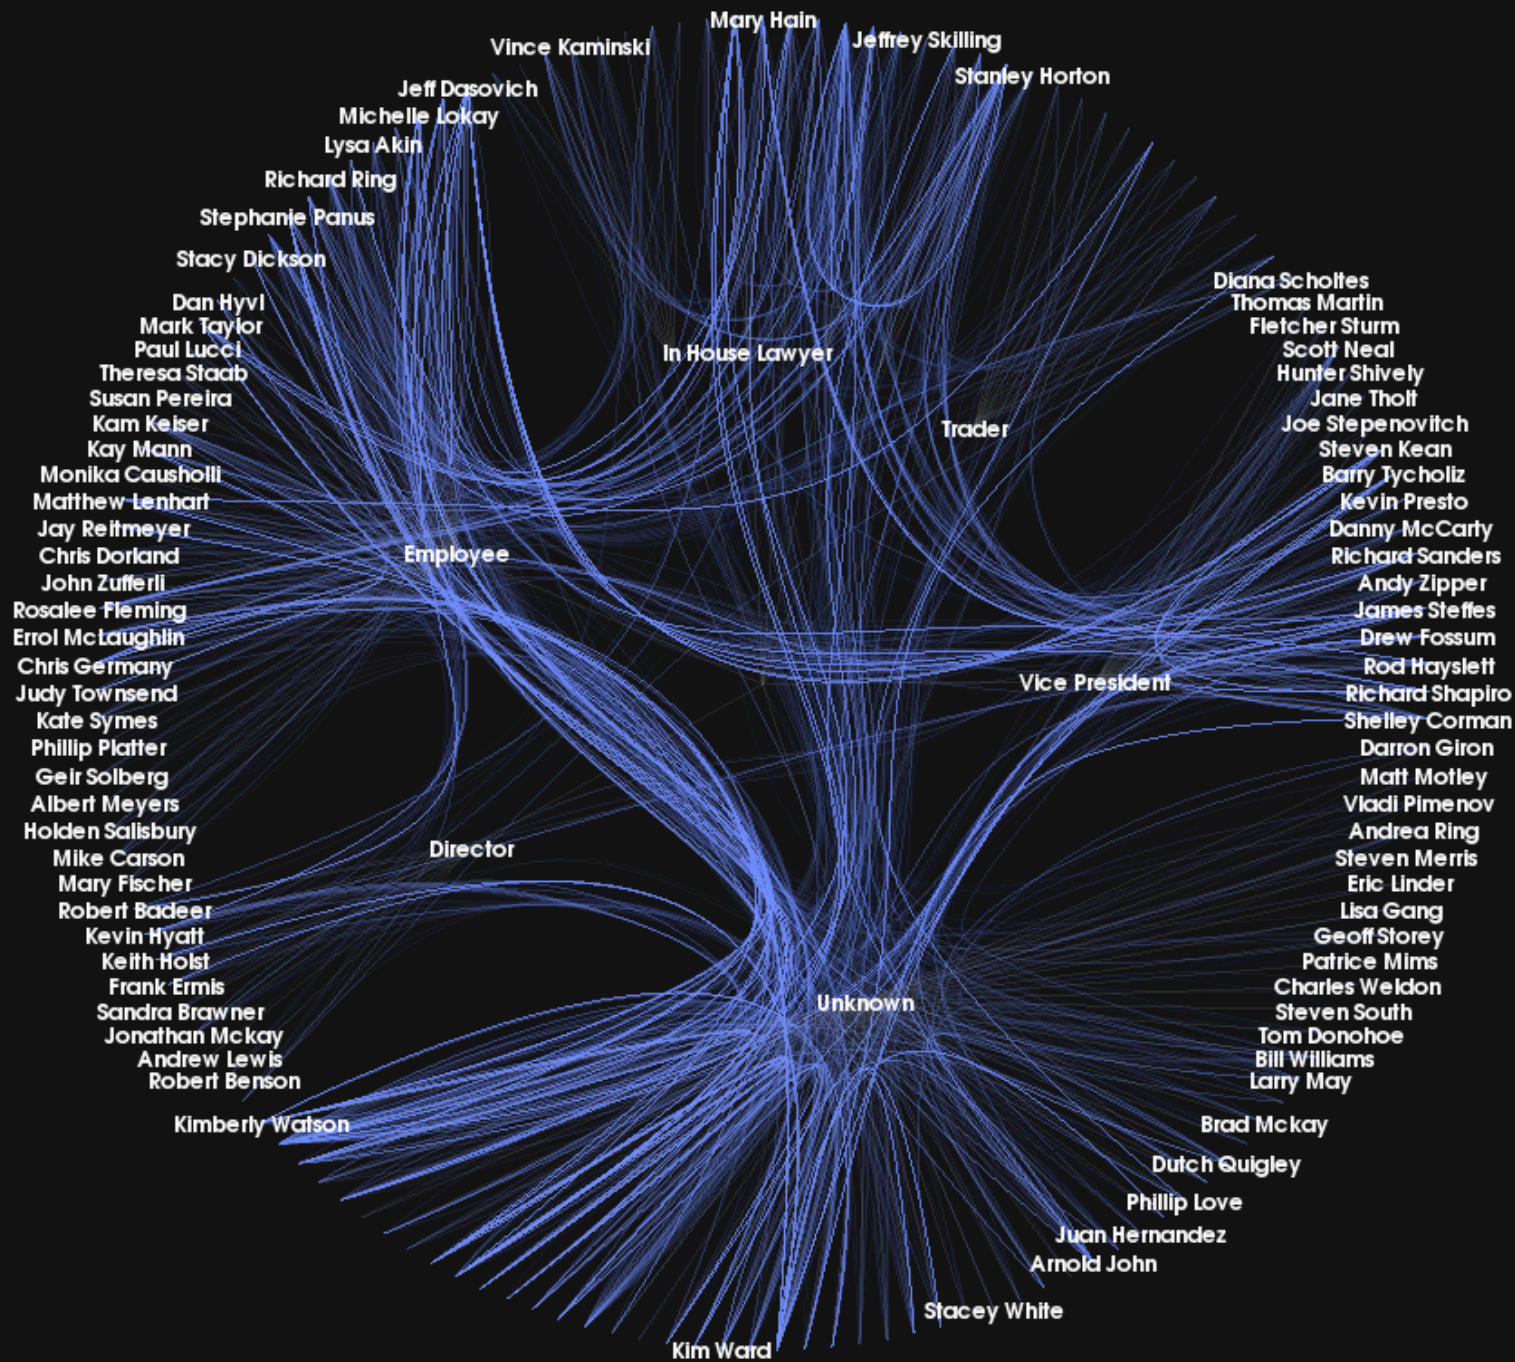 Mary Hain
Jeffrey Skilling
Vince Kaminski
Stanley Horton
Jeff Dasovich
Michelle Lokay
Lysa Akin
Richard Ring
Stephanie Panus
Stacy Dickson
Diana Scholtes
Dan Hyvl
Thomas Martin
Mark Taylor
Fletcher Sturm
Paul Lucci
In House Lawyer
Scott Neal
Theresa Staab
Hunter Shively
Susan Pereira
Jane Tholt
Kam Keiser
Trader
Joe Stepenovitch
Kay Mann
Steven Kean
Monika Causholli
Barry Tycholiz
Matthew Lenhart
Kevin Presto
Jay Reitmeyer
Danny McCarty
Chris Dorland
Employee
Richard Sanders
John Zufferli
Andy Zipper
Rosalee Fleming
James Steffes
Errol McLaughlin
Drew Fossum
Chris Germany
Rod Hayslett
Judy Townsend
Vice President
Richard Shapiro
Kate Symes
Shelley Corman
Phillip Platter
Darron Giron
Geir Solberg
Matt Motley
Albert Meyers
Vladi Pimenov
Holden Salisbury
Andrea Ring
Mike Carson
Director
Steven Merris
Mary Fischer
Eric Linder
Robert Badeer
Lisa Gang
Kevin Hyatt
Geoff Storey
Keith Holst
Patrice Mims
Frank Ermis
Charles Weldon
Sandra Brawner
Unknown
Steven South
Jonathan Mckay
Tom Donohoe
Andrew Lewis
Bill Williams
Robert Benson
Larry May
Kimberly Watson
Brad Mckay
Dutch Quigley
Phillip Love
Juan Hernandez
Arnold John
Stacey White
Kim Ward